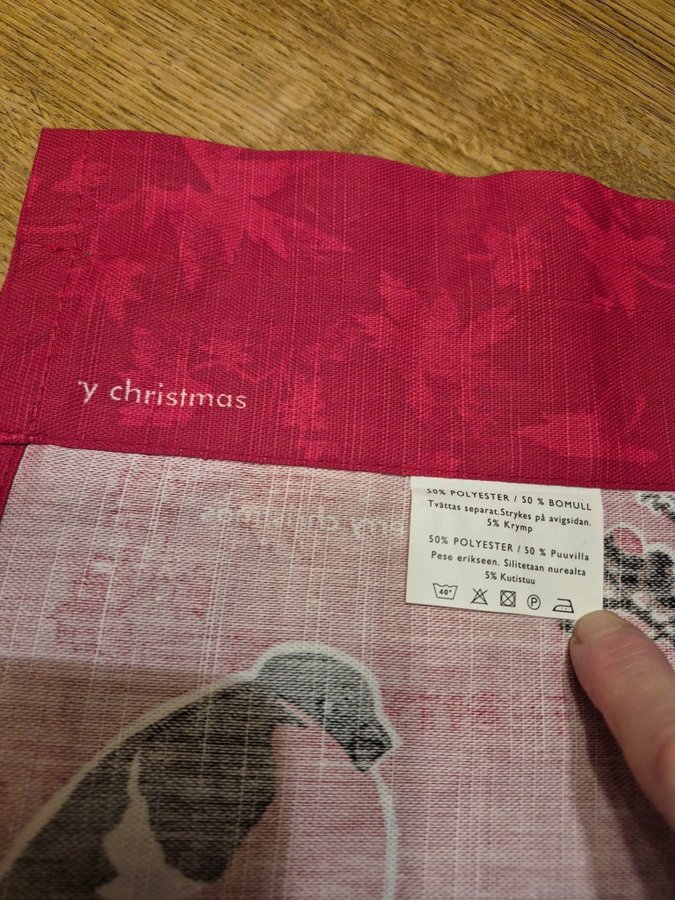 'y christmas
50% POLYESTER / 50 % BOMULL
Tvättas separat.Strykes på avigsidan.
5% Krymp
50% POLYESTER / 50 % Puuvilla
Pese erikseen. Silitetaan nurealta
5% Kutistuu
40° P